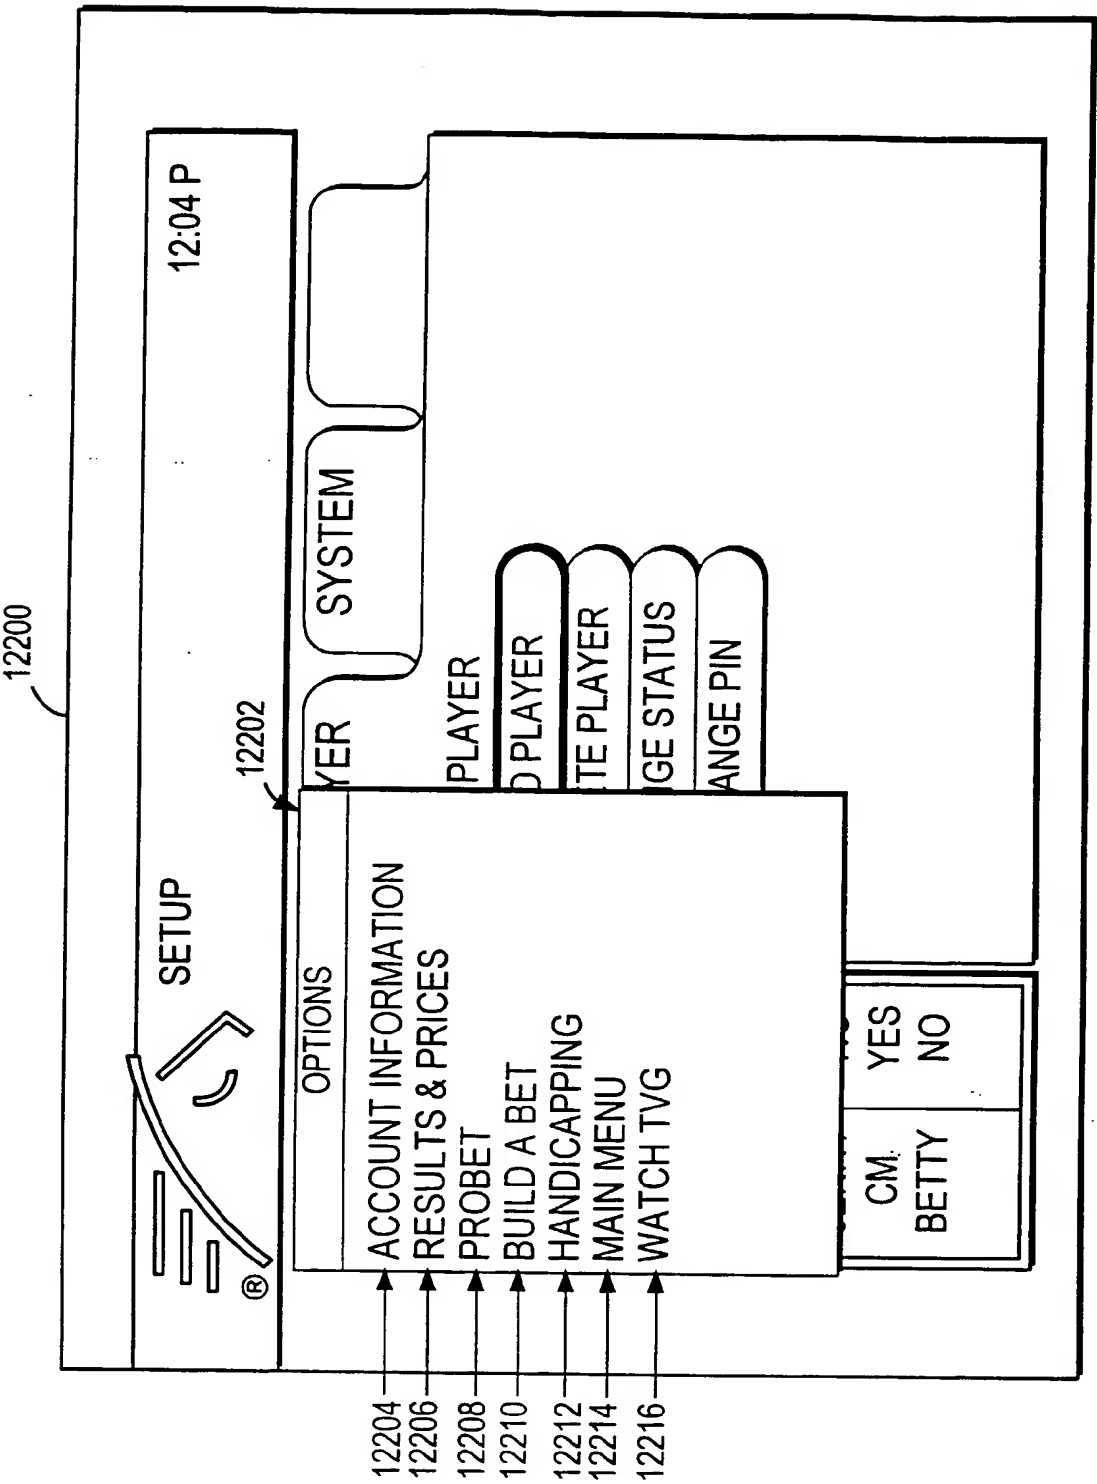 12200
SETUP
12:04 P
12202
SYSTEM
OPTIONS
12204 ACCOUNT INFORMATION
12206 RESULTS & PRICES
12208 PROBET
12210 BUILD A BET
12212 HANDICAPPING
12214 MAIN MENU
12216 WATCH TVG
YER
PLAYER
D PLAYER
TE PLAYER
GE STATUS
ANGE PIN
CM. YES
BETTY NO
®